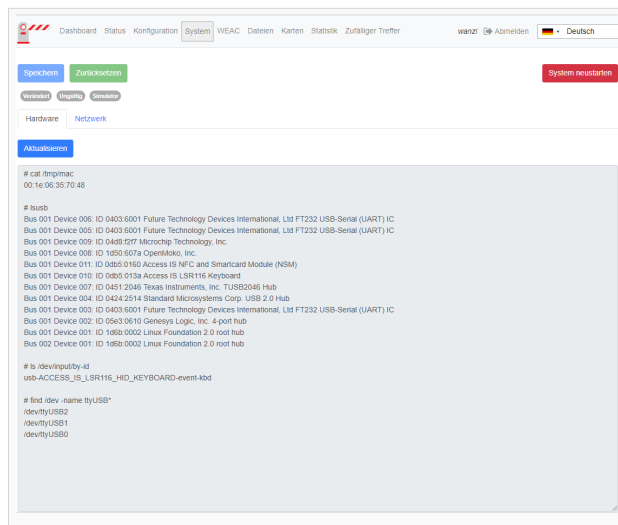 Dashboard Status Konfiguration System WEAC Dateien Karten Statistik Zufälliger Treffer wanzl Abmelden Deutsch
Speichern Zurücksetzen System neustarten
Verändert Ungültig Simulator
Hardware Netzwerk
Aktualisieren
# cat /tmp/mac
00:1e:06:35:70:48
# lsusb
Bus 001 Device 006: ID 0403:6001 Future Technology Devices International, Ltd FT232 USB-Serial (UART) IC
Bus 001 Device 005: ID 0403:6001 Future Technology Devices International, Ltd FT232 USB-Serial (UART) IC
Bus 001 Device 009: ID 04d8:f2f7 Microchip Technology, Inc.
Bus 001 Device 008: ID 1d50:607a OpenMoko, Inc.
Bus 001 Device 011: ID 0db5:0160 Access IS NFC and Smartcard Module (NSM)
Bus 001 Device 010: ID 0db5:013a Access IS LSR116 Keyboard
Bus 001 Device 007: ID 0451:2046 Texas Instruments, Inc. TUSB2046 Hub
Bus 001 Device 004: ID 0424:2514 Standard Microsystems Corp. USB 2.0 Hub
Bus 001 Device 003: ID 0403:6001 Future Technology Devices International, Ltd FT232 USB-Serial (UART) IC
Bus 001 Device 002: ID 05e3:0610 Genesys Logic, Inc. 4-port hub
Bus 001 Device 001: ID 1d6b:0002 Linux Foundation 2.0 root hub
Bus 002 Device 001: ID 1d6b:0002 Linux Foundation 2.0 root hub
# ls /dev/input/by-id
usb-ACCESS_IS_LSR116_HID_KEYBOARD-event-kbd
# find /dev -name ttyUSB*
/dev/ttyUSB2
/dev/ttyUSB1
/dev/ttyUSB0